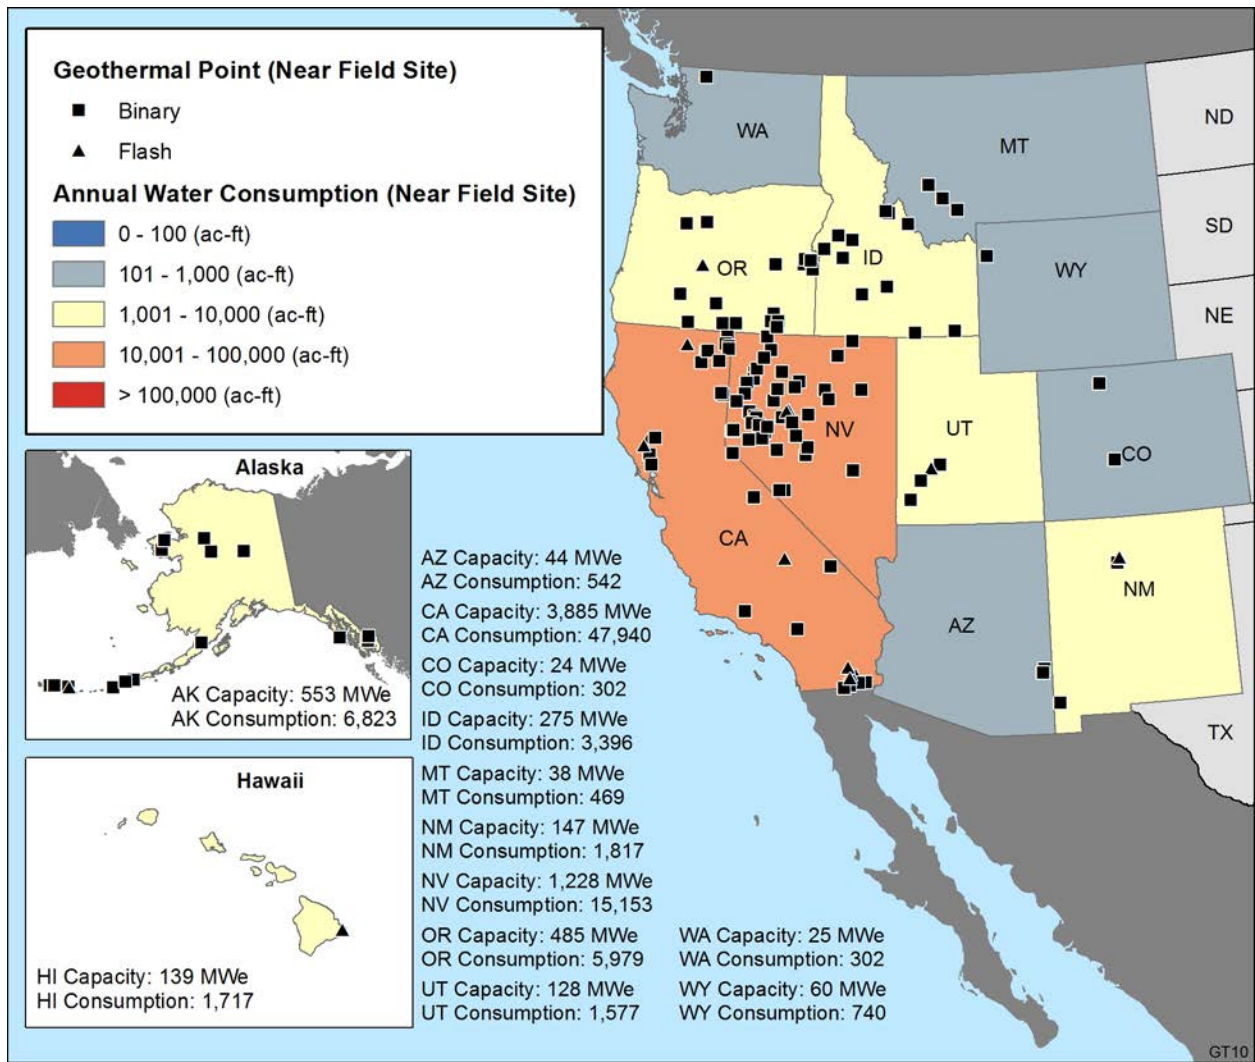 Geothermal Point (Near Field Site)
Binary
Flash
Annual Water Consumption (Near Field Site)
0 - 100 (ac-ft)
101 - 1,000 (ac-ft)
1,001 - 10,000 (ac-ft)
10,001 - 100,000 (ac-ft)
> 100,000 (ac-ft)
WA
MT
ND
OR
ID
WY
SD
NE
NV
UT
CO
CA
AZ
NM
TX
Alaska
AK Capacity: 553 MWe
AK Consumption: 6,823
Hawaii
HI Capacity: 139 MWe
HI Consumption: 1,717
AZ Capacity: 44 MWe
AZ Consumption: 542
CA Capacity: 3,885 MWe
CA Consumption: 47,940
CO Capacity: 24 MWe
CO Consumption: 302
ID Capacity: 275 MWe
ID Consumption: 3,396
MT Capacity: 38 MWe
MT Consumption: 469
NM Capacity: 147 MWe
NM Consumption: 1,817
NV Capacity: 1,228 MWe
NV Consumption: 15,153
OR Capacity: 485 MWe
OR Consumption: 5,979
UT Capacity: 128 MWe
UT Consumption: 1,577
WA Capacity: 25 MWe
WA Consumption: 302
WY Capacity: 60 MWe
WY Consumption: 740
GT10